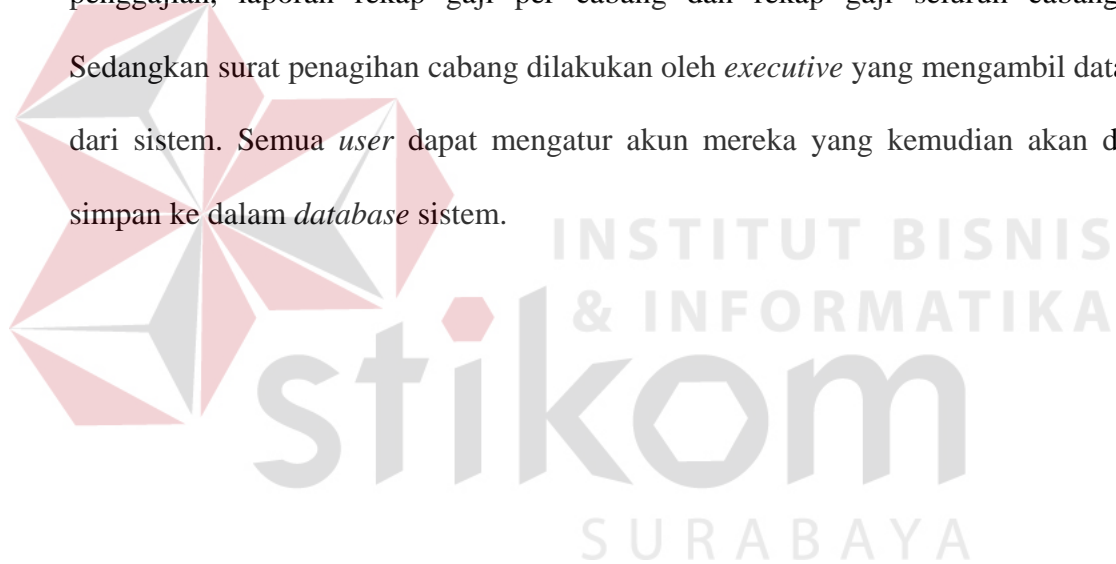 penggajian, laporan rekap gaji per cabang dan rekap gaji seluruh cabang
Sedangkan surat penagihan cabang dilakukan oleh executive yang mengambil data
dari sistem. Semua user dapat mengatur akun mereka yang kemudian akan d
simpan ke dalam database sistem.
INSTITUT BISNIS
& INFORMATIKA
stikom
SURABAYA